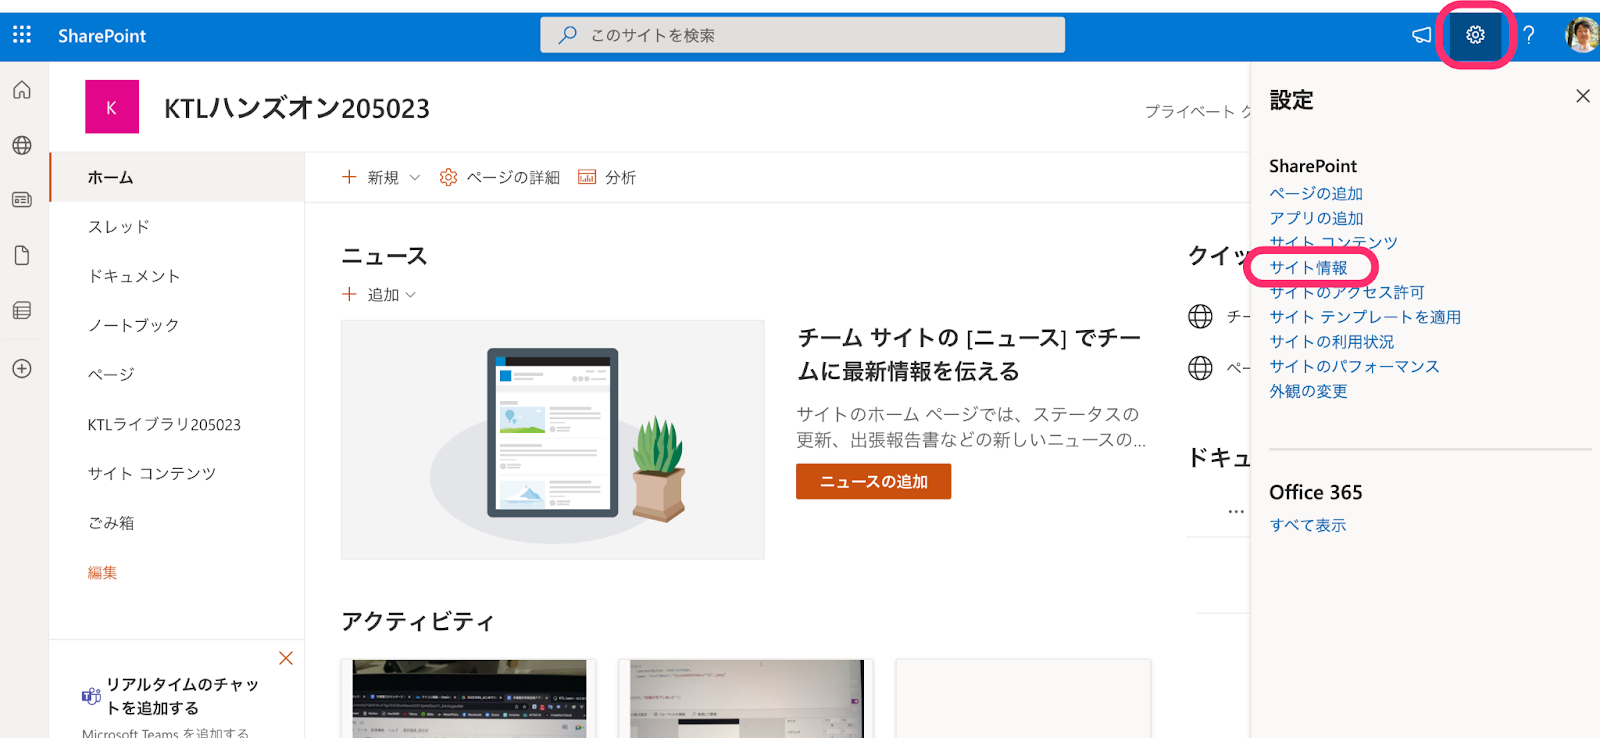 SharePoint
このサイトを検索
?
K
KTLハンズオン205023
プライベート グ
ホーム
スレッド
ドキュメント
ノートブック
ページ
KTLライブラリ205023
サイト コンテンツ
ごみ箱
編集
リアルタイムのチャッ
トを追加する
Microsoft Teams を追加する
＋ 新規
ページの詳細
分析
ニュース
＋ 追加
チーム サイトの [ニュース] でチー
ムに最新情報を伝える
サイトのホーム ページでは、ステータスの
更新、出張報告書などの新しいニュースの...
ニュースの追加
アクティビティ
クイッ
チー
ペー
ドキュ
...
設定
SharePoint
ページの追加
アプリの追加
サイト コンテンツ
サイト情報
サイトのアクセス許可
サイト テンプレートを適用
サイトの利用状況
サイトのパフォーマンス
外観の変更
Office 365
すべて表示